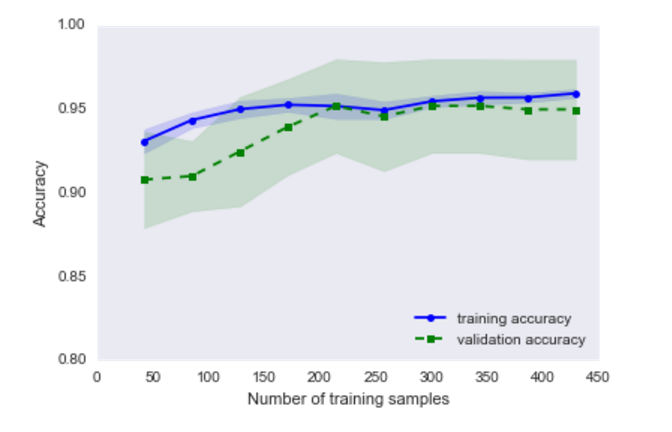 1.00
0.95
0.90
0.85
0.80
Accuracy
training accuracy
validation accuracy
0 50 100 150 200 250 300 350 400 450
Number of training samples